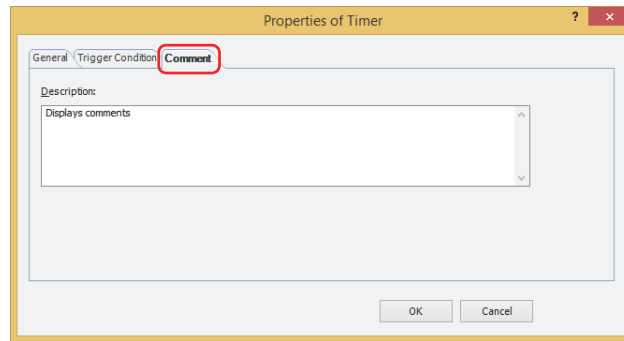 Properties of Timer ? ×
General Trigger Condition Comment
Description:
Displays comments
OK Cancel